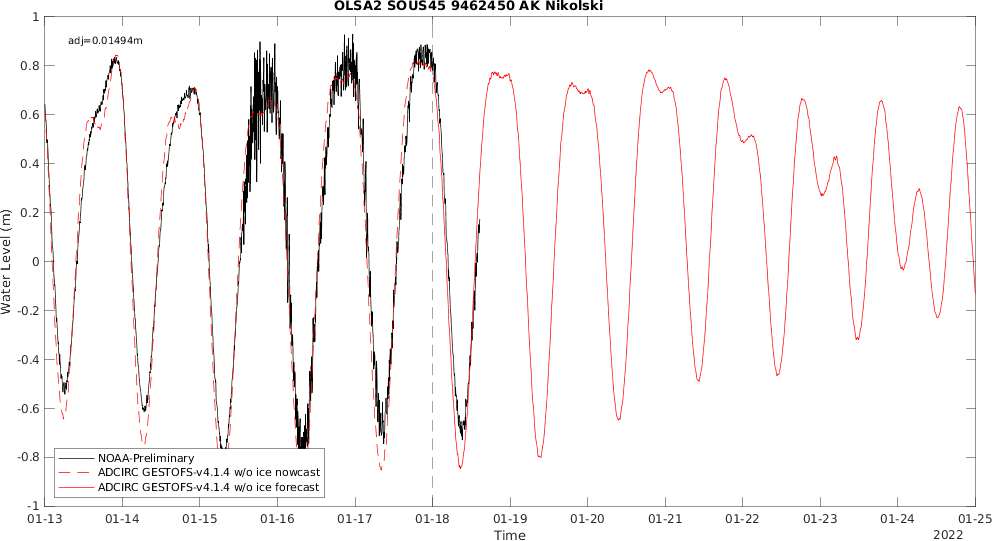 OLSA2 SOUS45 9462450 AK Nikolski
adj=0.01494m
1
0.8
0.6
0.4
0.2
0
-0.2
-0.4
-0.6
-0.8
-1
Water Level (m)
NOAA-Preliminary
ADCIRC GESTOFS-v4.1.4 w/o ice nowcast
ADCIRC GESTOFS-v4.1.4 w/o ice forecast
01-13 01-14 01-15 01-16 01-17 01-18 01-19 01-20 01-21 01-22 01-23 01-24 01-25
Time
2022